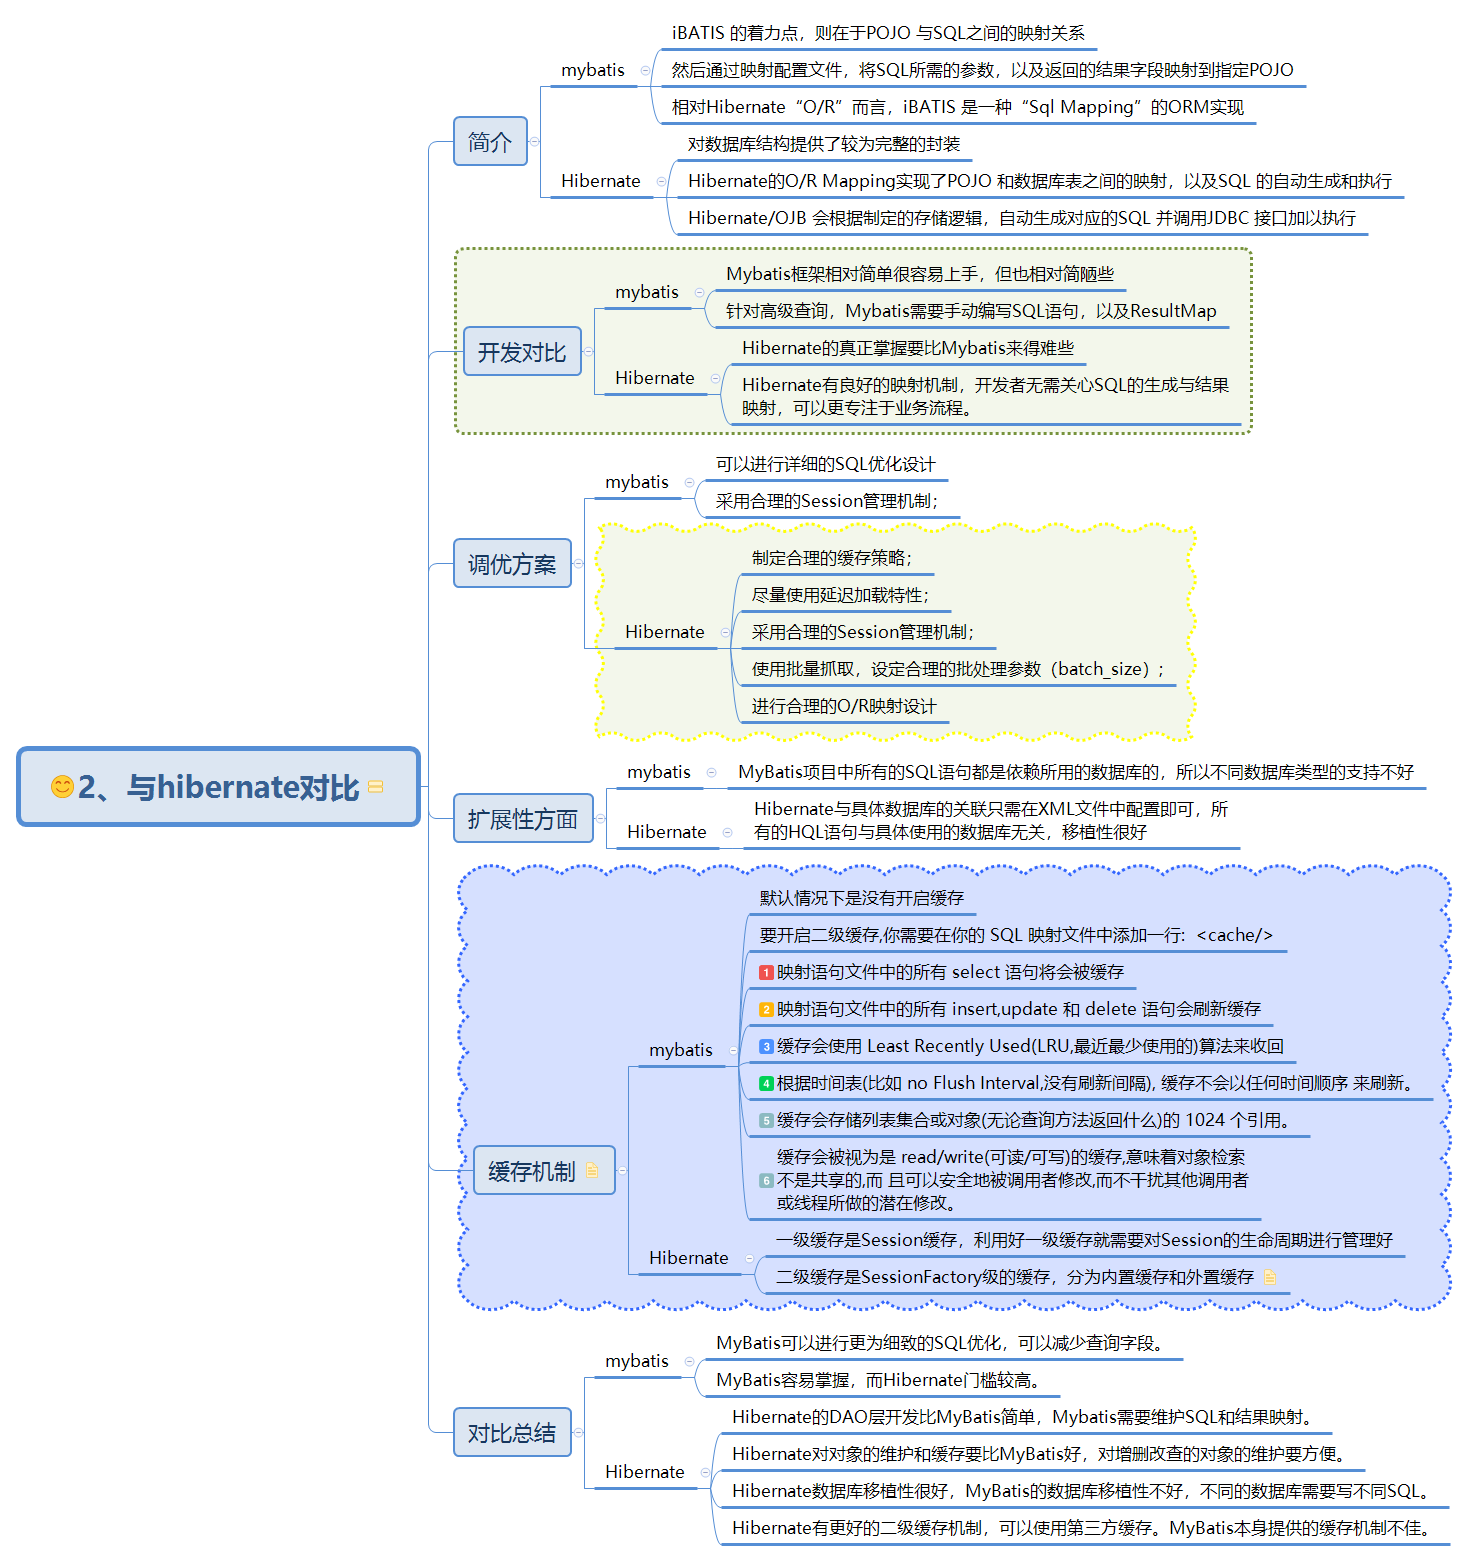 2、与hibernate对比
简介
mybatis
iBATIS 的着力点，则在于POJO 与SQL之间的映射关系
然后通过映射配置文件，将SQL所需的参数，以及返回的结果字段映射到指定POJO
相对Hibernate“O/R”而言，iBATIS 是一种“Sql Mapping”的ORM实现
Hibernate
对数据库结构提供了较为完整的封装
Hibernate的O/R Mapping实现了POJO 和数据库表之间的映射，以及SQL 的自动生成和执行
Hibernate/OJB 会根据制定的存储逻辑，自动生成对应的SQL 并调用JDBC 接口加以执行
开发对比
mybatis
Mybatis框架相对简单很容易上手，但也相对简陋些
针对高级查询，Mybatis需要手动编写SQL语句，以及ResultMap
Hibernate
Hibernate的真正掌握要比Mybatis来得难些
Hibernate有良好的映射机制，开发者无需关心SQL的生成与结果
映射，可以更专注于业务流程。
调优方案
mybatis
可以进行详细的SQL优化设计
采用合理的Session管理机制；
Hibernate
制定合理的缓存策略；
尽量使用延迟加载特性；
采用合理的Session管理机制；
使用批量抓取，设定合理的批处理参数（batch_size）；
进行合理的O/R映射设计
扩展性方面
mybatis
MyBatis项目中所有的SQL语句都是依赖所用的数据库的，所以不同数据库类型的支持不好
Hibernate
Hibernate与具体数据库的关联只需在XML文件中配置即可，所
有的HQL语句与具体使用的数据库无关，移植性很好
缓存机制
mybatis
默认情况下是没有开启缓存
要开启二级缓存,你需要在你的 SQL 映射文件中添加一行:  <cache/>
1 映射语句文件中的所有 select 语句将会被缓存
2 映射语句文件中的所有 insert,update 和 delete 语句会刷新缓存
3 缓存会使用 Least Recently Used(LRU,最近最少使用的)算法来收回
4 根据时间表(比如 no Flush Interval,没有刷新间隔), 缓存不会以任何时间顺序 来刷新。
5 缓存会存储列表集合或对象(无论查询方法返回什么)的 1024 个引用。
缓存会被视为是 read/write(可读/可写)的缓存,意味着对象检索
6 不是共享的,而 且可以安全地被调用者修改,而不干扰其他调用者
或线程所做的潜在修改。
Hibernate
一级缓存是Session缓存，利用好一级缓存就需要对Session的生命周期进行管理好
二级缓存是SessionFactory级的缓存，分为内置缓存和外置缓存
对比总结
mybatis
MyBatis可以进行更为细致的SQL优化，可以减少查询字段。
MyBatis容易掌握，而Hibernate门槛较高。
Hibernate
Hibernate的DAO层开发比MyBatis简单，Mybatis需要维护SQL和结果映射。
Hibernate对对象的维护和缓存要比MyBatis好，对增删改查的对象的维护要方便。
Hibernate数据库移植性很好，MyBatis的数据库移植性不好，不同的数据库需要写不同SQL。
Hibernate有更好的二级缓存机制，可以使用第三方缓存。MyBatis本身提供的缓存机制不佳。